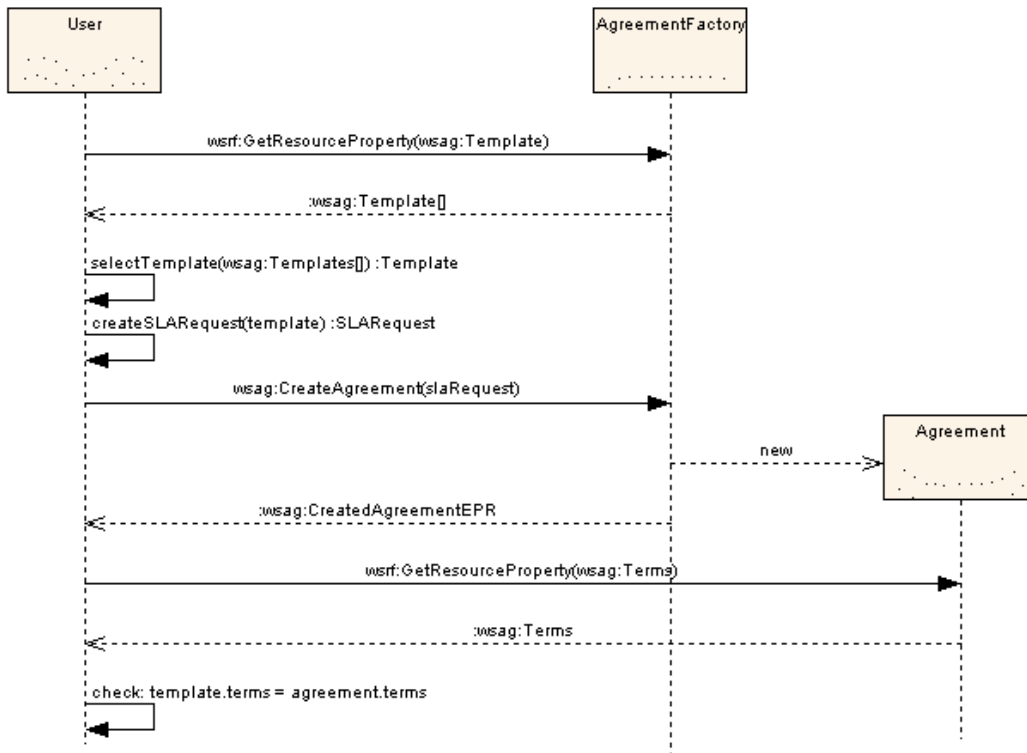 User
AgreementFactory
wsrf:GetResourceProperty(wsag:Template)
:wsag:Template[]
selectTemplate(wsag:Templates[]) :Template
createSLARequest(template) :SLARequest
wsag:CreateAgreement(slaRequest)
Agreement
new
:wsag:CreatedAgreementEPR
wsrf:GetResourceProperty(wsag:Terms)
:wsag:Terms
check: template.terms = agreement.terms